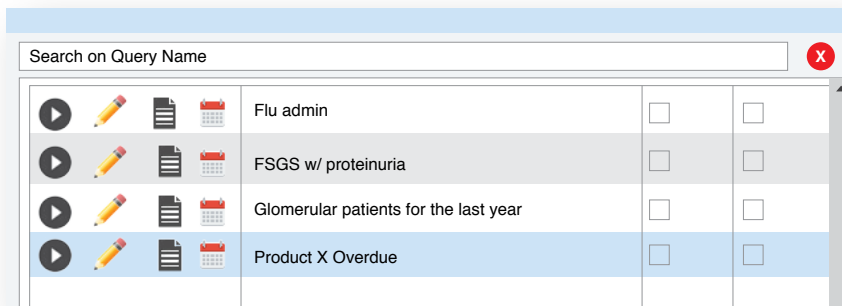 Search on Query Name
X
Flu admin
FSGS w/ proteinuria
Glomerular patients for the last year
Product X Overdue